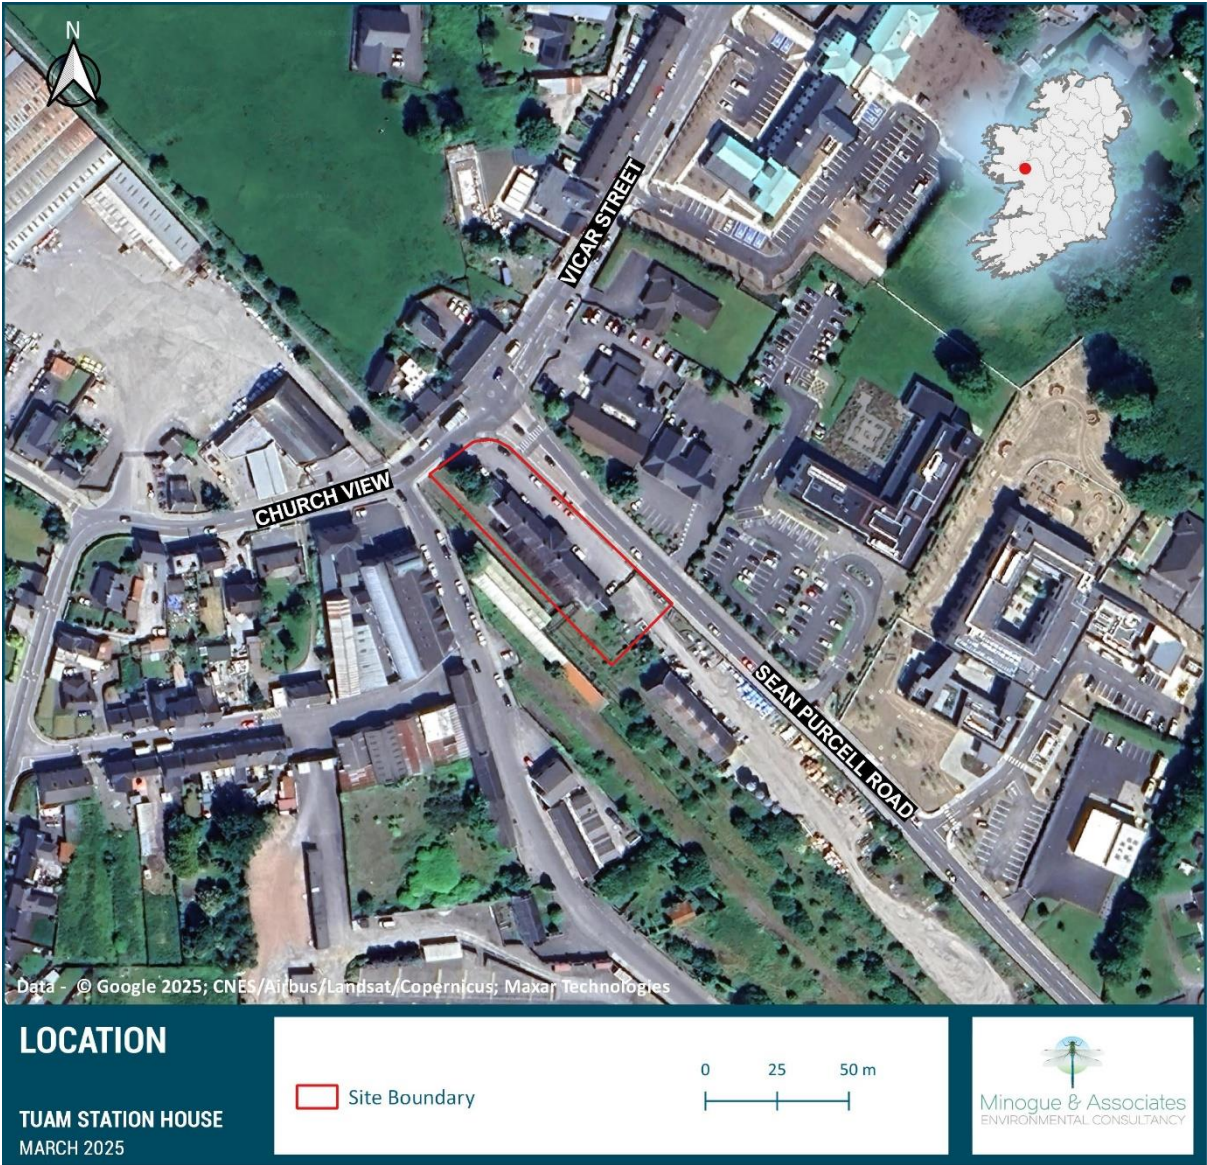 N
VICAR STREET
CHURCH VIEW
SEAN PURCELL ROAD
Data - © Google 2025; CNES/Airbus/Landsat/Copernicus; Maxar Technologies
LOCATION
TUAM STATION HOUSE
MARCH 2025
Site Boundary
0 25 50 m
Minogue & Associates
ENVIRONMENTAL CONSULTANCY